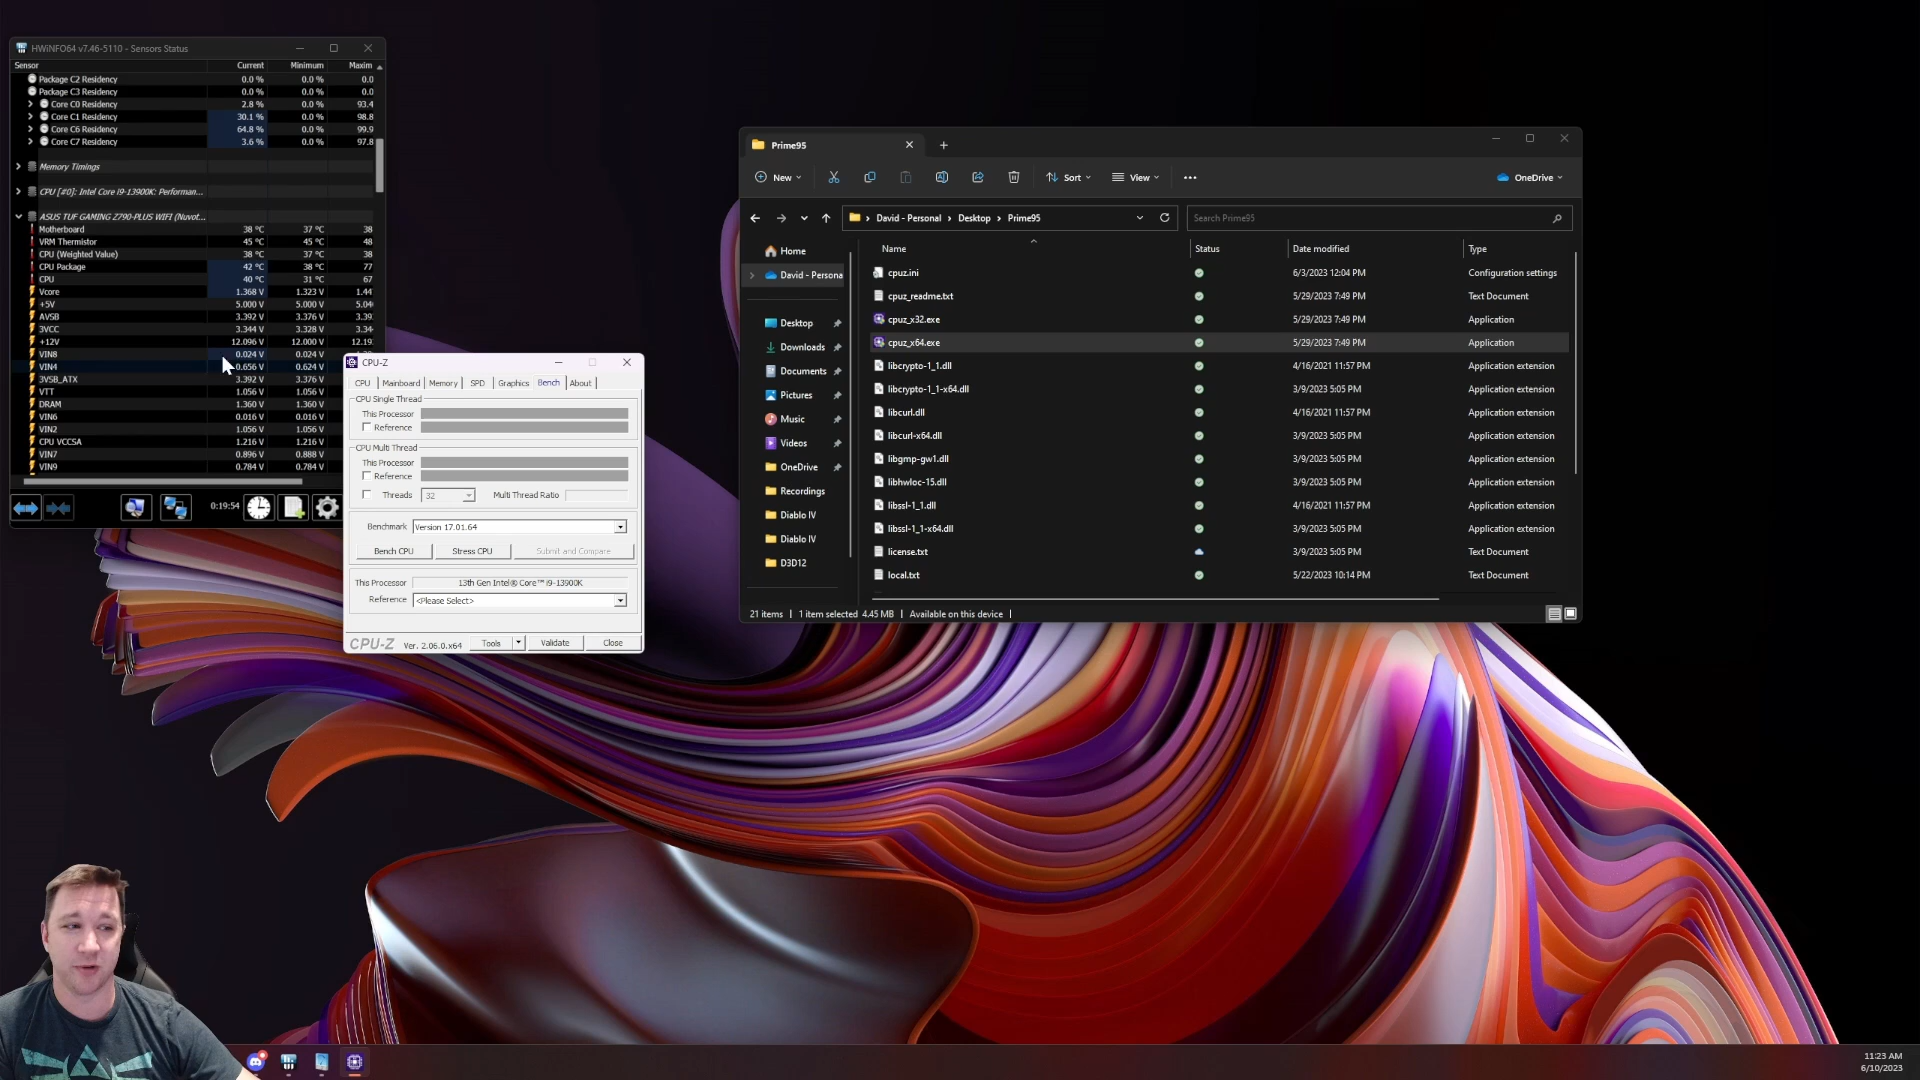 HWiNFO64 v7.46-5110 - Sensors Status
Sensor Current Minimum Maxim
Package C2 Residency 0.0 % 0.0 % 0.0
Package C3 Residency 0.0 % 0.0 % 0.0
Core C0 Residency 2.8 % 0.0 % 93.4
Core C1 Residency 30.1 % 0.0 % 98.8
Core C6 Residency 64.8 % 0.0 % 99.9
Core C7 Residency 3.6 % 0.0 % 97.8
Memory Timings
CPU [#0]: Intel Core i9-13900K: Performan...
ASUS TUF GAMING Z790-PLUS WIFI (Nuvot...
Motherboard 38 °C 37 °C 38
VRM Thermistor 45 °C 45 °C 48
CPU (Weighted Value) 38 °C 37 °C 38
CPU Package 42 °C 38 °C 77
CPU 40 °C 31 °C 67
Vcore 1.368 V 1.323 V 1.44
+5V 5.000 V 5.000 V 5.04
AVSB 3.392 V 3.376 V 3.39
3VCC 3.344 V 3.328 V 3.34
+12V 12.096 V 12.000 V 12.19
VIN8 0.024 V 0.024 V
VIN4 0.656 V 0.624 V
3VSB_ATX 3.392 V 3.376 V
VTT 1.056 V 1.056 V
DRAM 1.360 V 1.360 V
VIN6 0.016 V 0.016 V
VIN2 1.056 V 1.056 V
CPU VCCSA 1.216 V 1.216 V
VIN7 0.896 V 0.888 V
VIN9 0.784 V 0.784 V
0:19:54
CPU-Z
CPU Mainboard Memory SPD Graphics Bench About
CPU Single Thread
This Processor
Reference
CPU Multi Thread
This Processor
Reference
Threads 32 Multi Thread Ratio
Benchmark Version 17.01.64
Bench CPU Stress CPU Submit and Compare
This Processor 13th Gen Intel® Core™ i9-13900K
Reference <Please Select>
CPU-Z Ver. 2.06.0.x64 Tools Validate Close
Prime95
New Sort View OneDrive
David - Personal Desktop Prime95 Search Prime95
Home
David - Persona
Desktop
Downloads
Documents
Pictures
Music
Videos
OneDrive
Recordings
Diablo IV
Diablo IV
D3D12
Name Status Date modified Type
cpuz.ini 6/3/2023 12:04 PM Configuration settings
cpuz_readme.txt 5/29/2023 7:49 PM Text Document
cpuz_x32.exe 5/29/2023 7:49 PM Application
cpuz_x64.exe 5/29/2023 7:49 PM Application
libcrypto-1_1.dll 4/16/2021 11:57 PM Application extension
libcrypto-1_1-x64.dll 3/9/2023 5:05 PM Application extension
libcurl.dll 4/16/2021 11:57 PM Application extension
libcurl-x64.dll 3/9/2023 5:05 PM Application extension
libgmp-gw1.dll 3/9/2023 5:05 PM Application extension
libhwloc-15.dll 3/9/2023 5:05 PM Application extension
libssl-1_1.dll 4/16/2021 11:57 PM Application extension
libssl-1_1-x64.dll 3/9/2023 5:05 PM Application extension
license.txt 3/9/2023 5:05 PM Text Document
local.txt 5/22/2023 10:14 PM Text Document
21 items 1 item selected 4.45 MB Available on this device
11:23 AM
6/10/2023